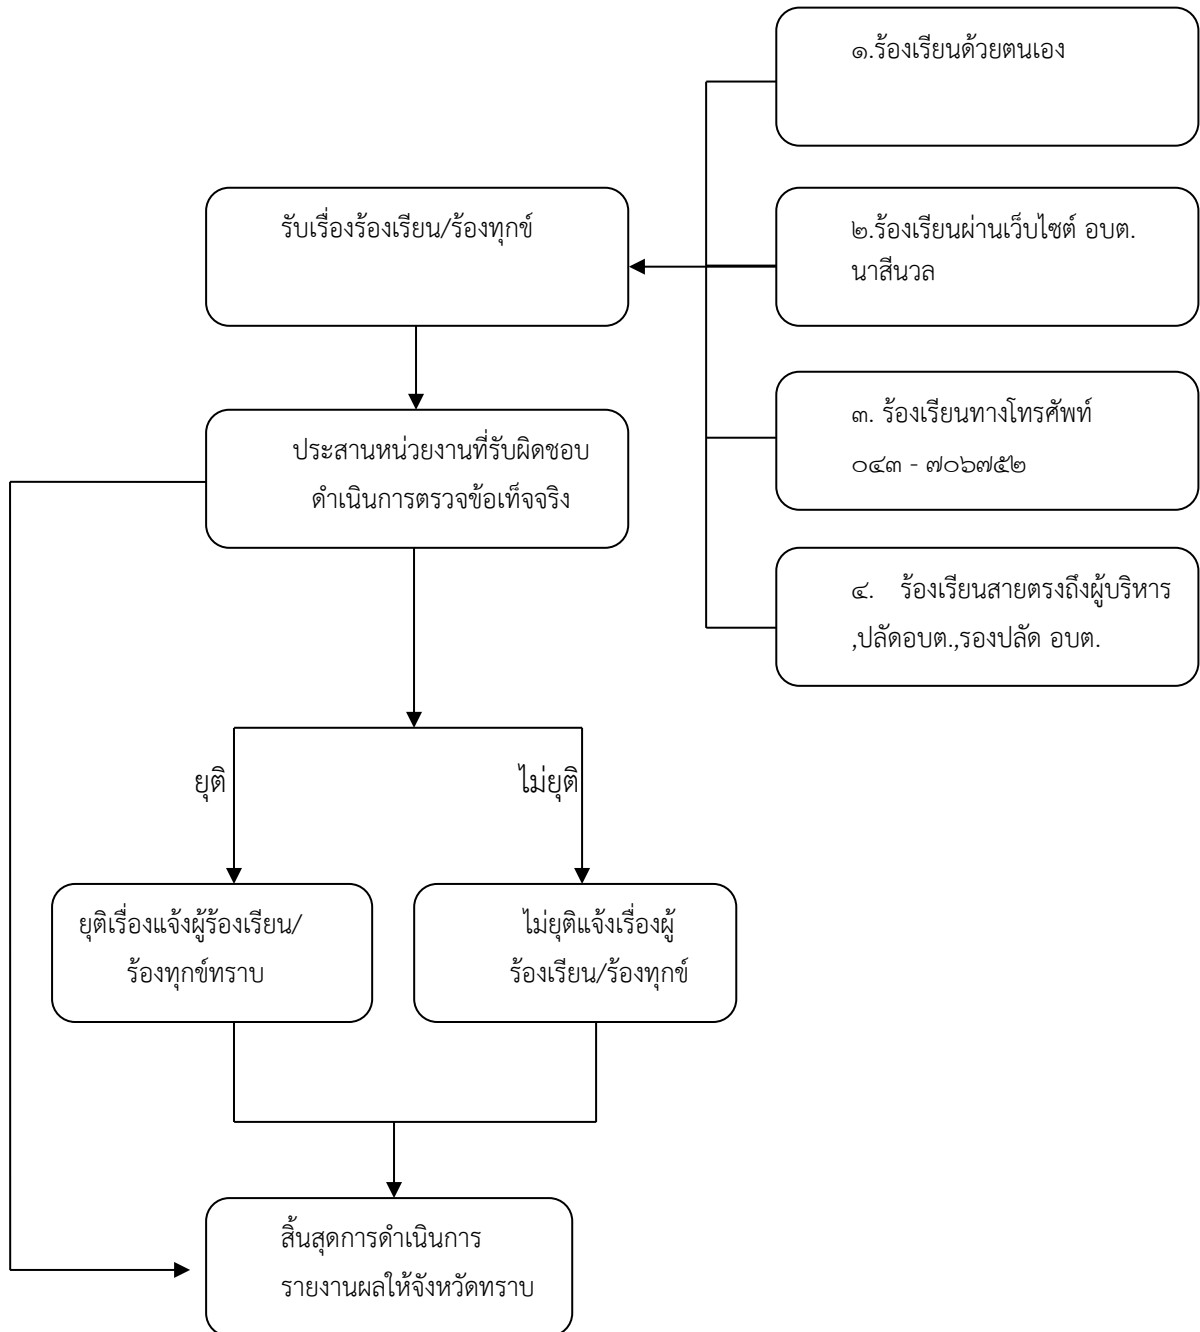 ๑.ร้องเรียนด้วยตนเอง
รับเรื่องร้องเรียน/ร้องทุกข์
๒.ร้องเรียนผ่านเว็บไซต์ อบต.
นาสีนวล
๓. ร้องเรียนทางโทรศัพท์
๐๔๓ - ๗๐๖๗๕๒
ประสานหน่วยงานที่รับผิดชอบ
ดำเนินการตรวจข้อเท็จจริง
๔. ร้องเรียนสายตรงถึงผู้บริหาร
,ปลัดอบต.,รองปลัด อบต.
ยุติ
ไม่ยุติ
ยุติเรื่องแจ้งผู้ร้องเรียน/
ร้องทุกข์ทราบ
ไม่ยุติแจ้งเรื่องผู้
ร้องเรียน/ร้องทุกข์
สิ้นสุดการดำเนินการ
รายงานผลให้จังหวัดทราบ